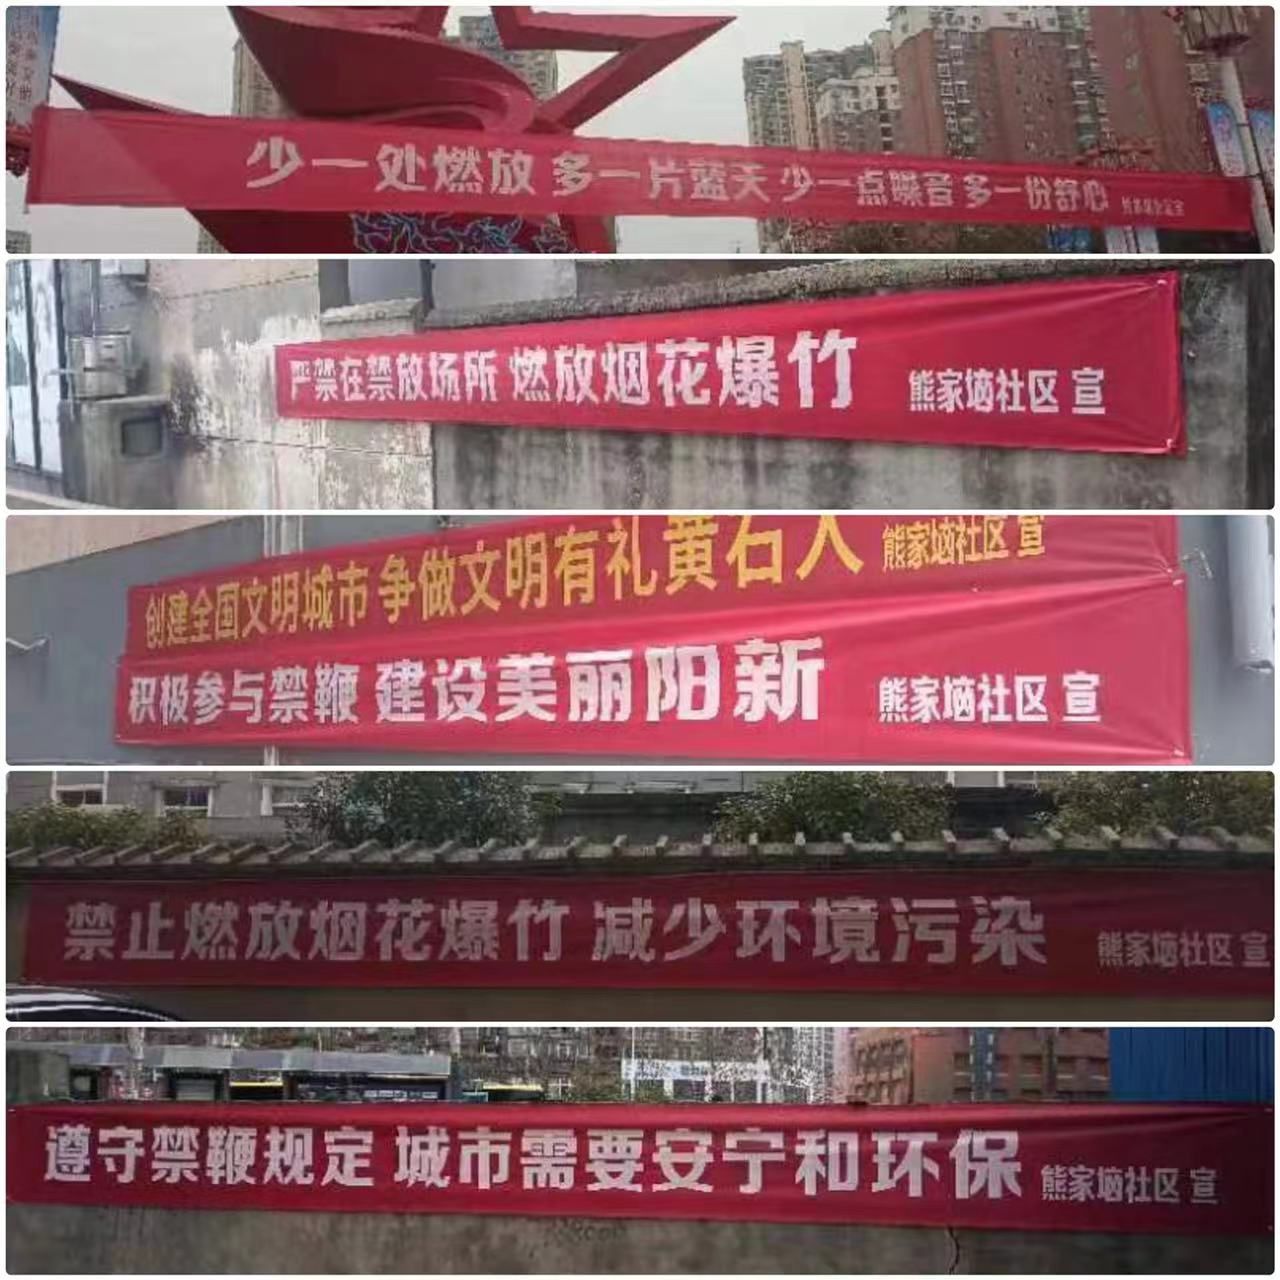 少一处燃放 多一片蓝天 少一点噪音 多一份舒心
严禁在禁放场所 燃放烟花爆竹 熊家垴社区 宣
创建全国文明城市 争做文明有礼黄石人 熊家垴社区 宣
积极参与禁鞭 建设美丽阳新 熊家垴社区 宣
禁止燃放烟花爆竹 减少环境污染 熊家垴社区 宣
遵守禁鞭规定 城市需要安宁和环保 熊家垴社区 宣